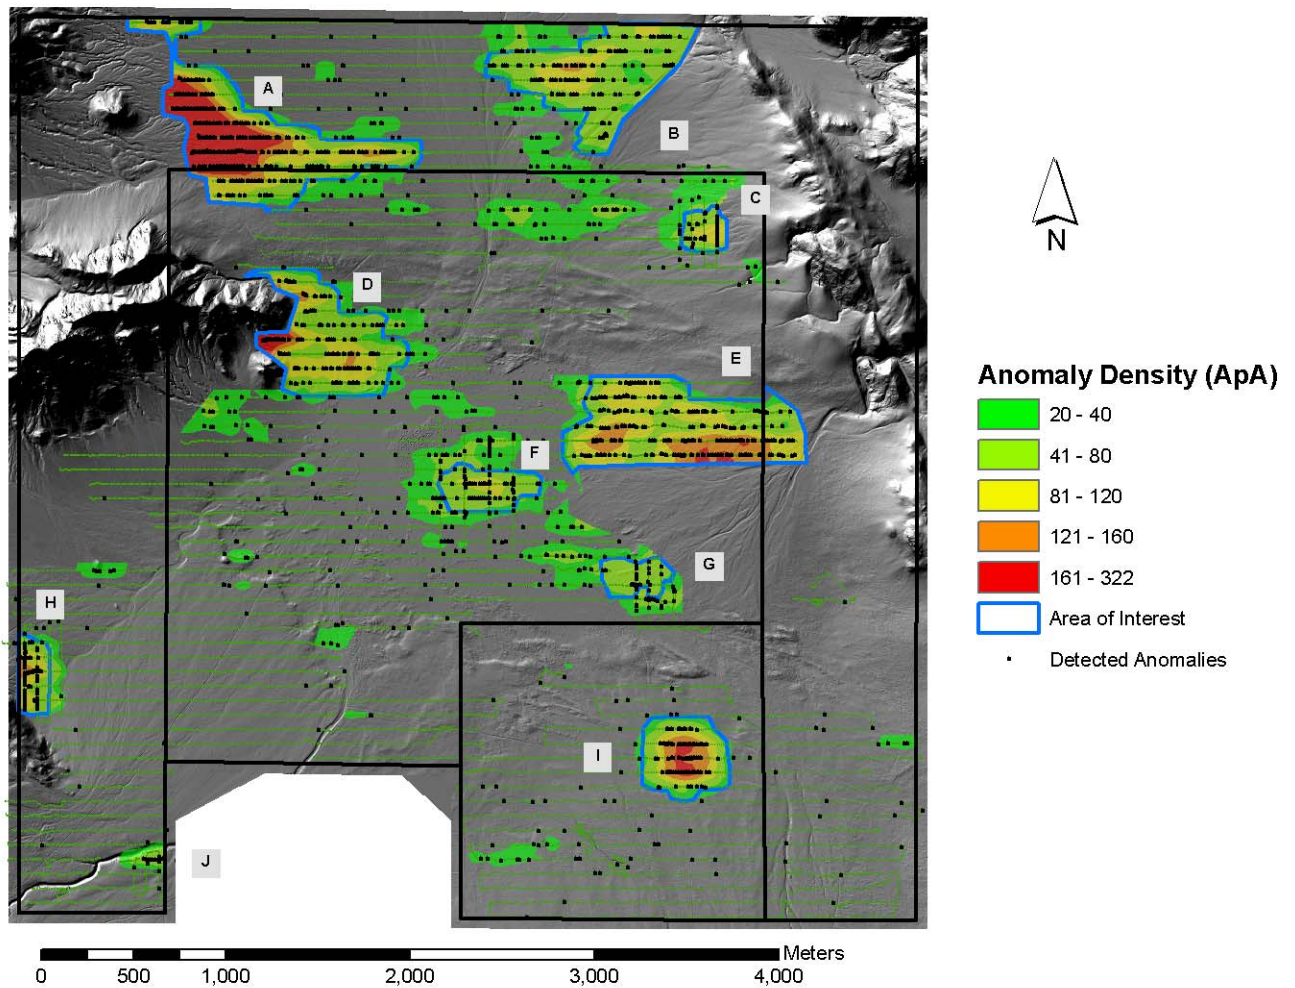 A
B
C
N
D
E
Anomaly Density (ApA)
20 - 40
41 - 80
F
81 - 120
121 - 160
G
161 - 322
H
Area of Interest
Detected Anomalies
I
J
Meters
0 500 1,000 2,000 3,000 4,000